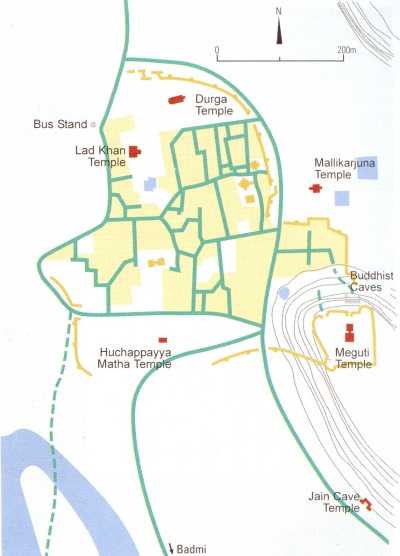 N
0 200m
Durga
Temple
Bus Stand
Lad Khan
Temple
Mallikarjuna
Temple
Buddhist
Caves
Huchappayya
Matha Temple
Meguti
Temple
Jain Cave
Temple
Badmi